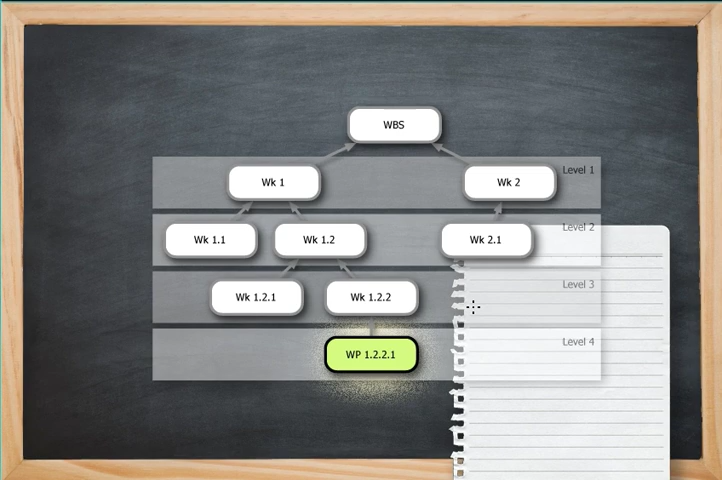 WBS
Level 1
Wk 1
Wk 2
Level 2
Wk 1.1
Wk 1.2
Wk 2.1
Level 3
Wk 1.2.1
Wk 1.2.2
Level 4
WP 1.2.2.1